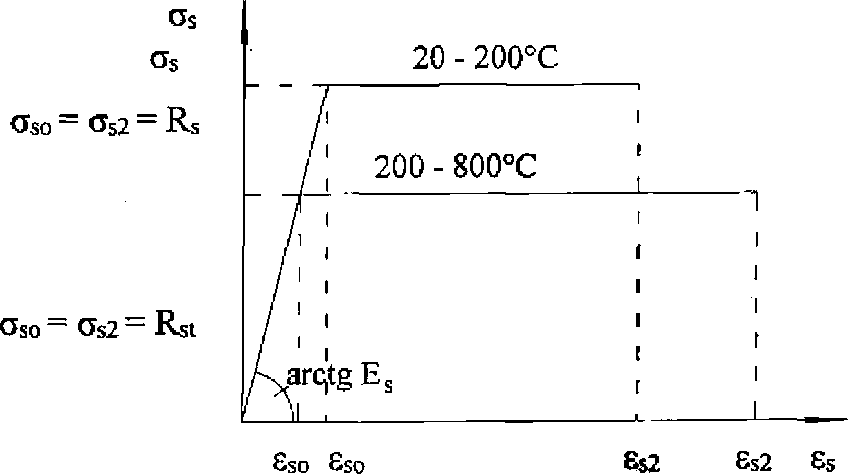 σs
σs
20 - 200°C
σso = σs2 = Rs
200 - 800°C
σso = σs2 = Rst
arctg Es
εso εso εs2 εs2 εs